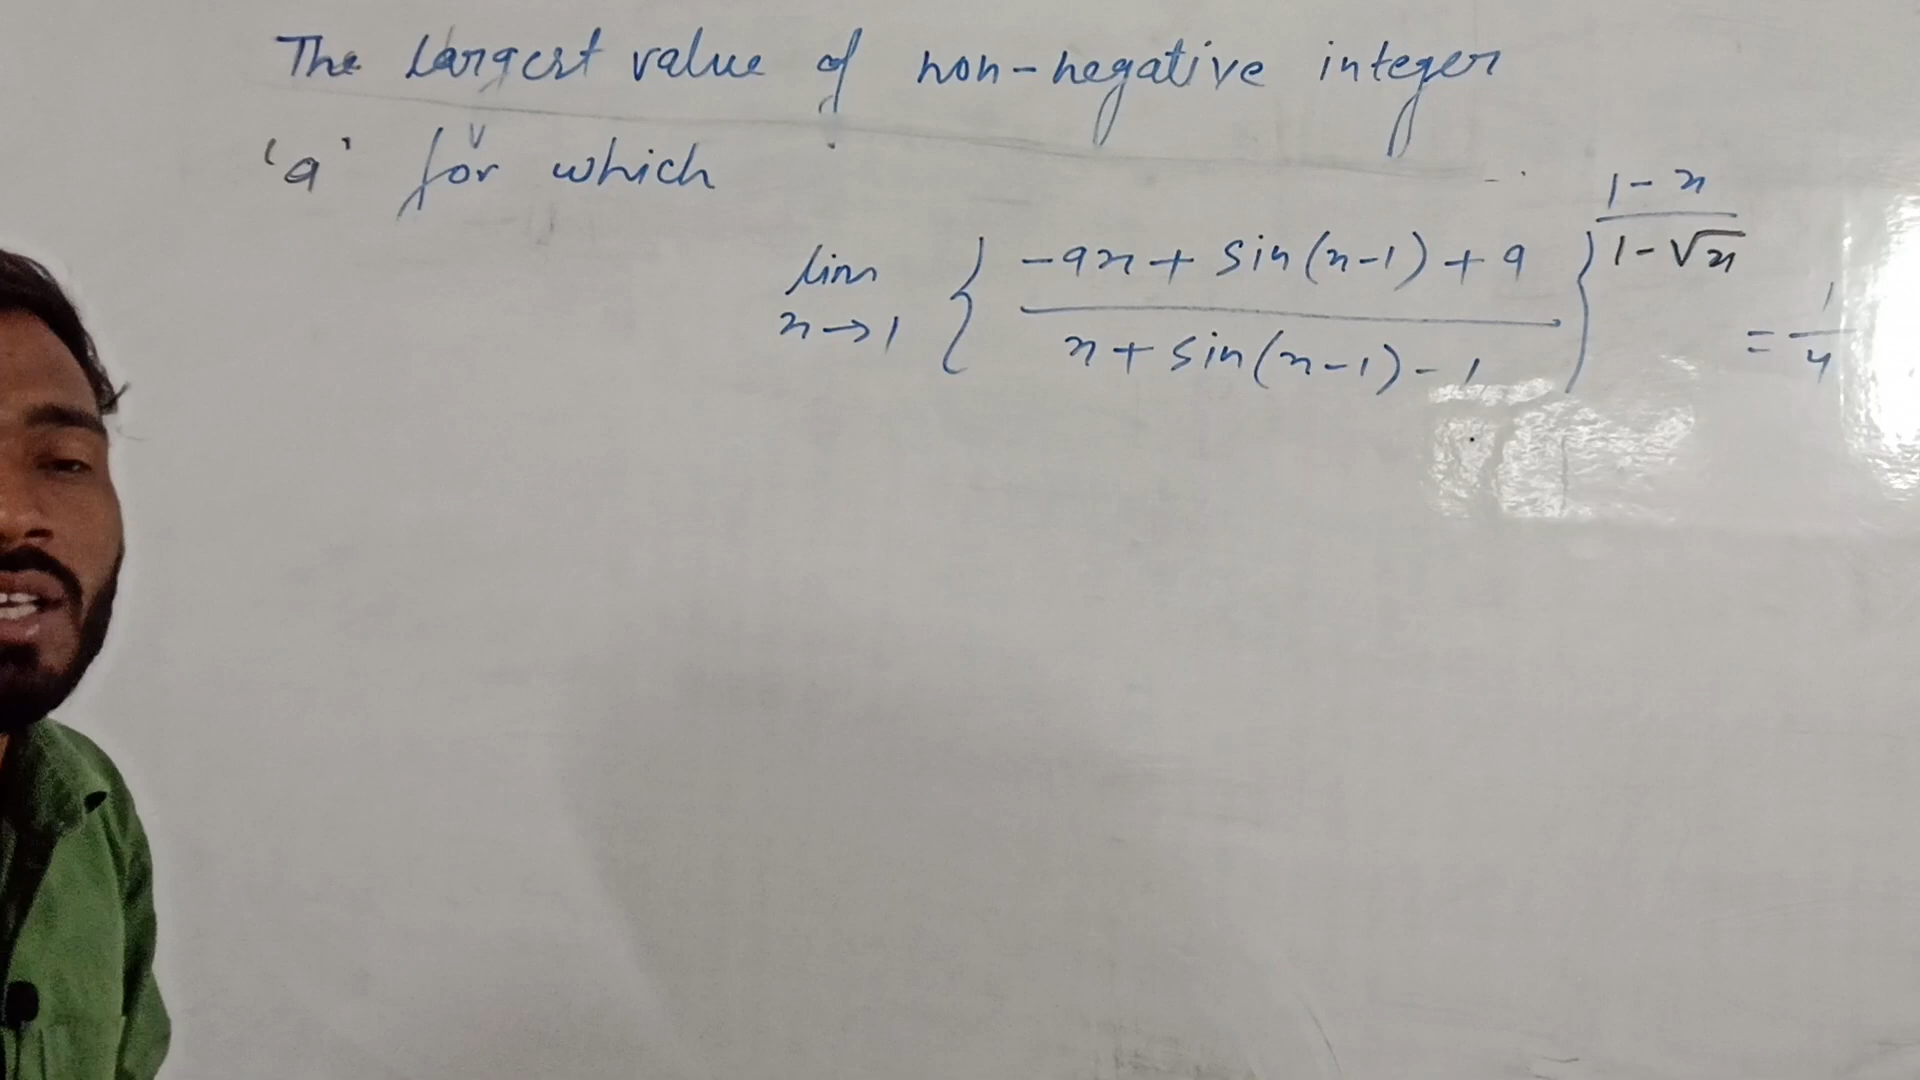 The largest value of non-negative integer
'a' for which
lim x→1 { (-ax + sin(x-1) + a) / (x + sin(x-1) - 1) }^((1-x)/(1-√x)) = 1/4